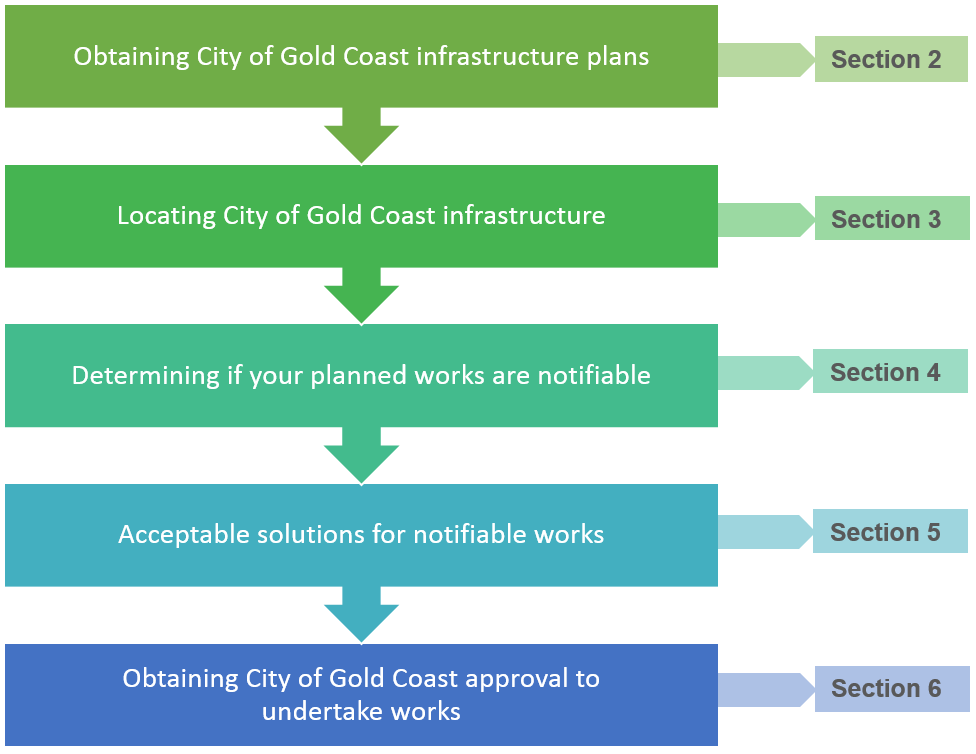 Obtaining City of Gold Coast infrastructure plans
Section 2
Locating City of Gold Coast infrastructure
Section 3
Determining if your planned works are notifiable
Section 4
Acceptable solutions for notifiable works
Section 5
Obtaining City of Gold Coast approval to
undertake works
Section 6